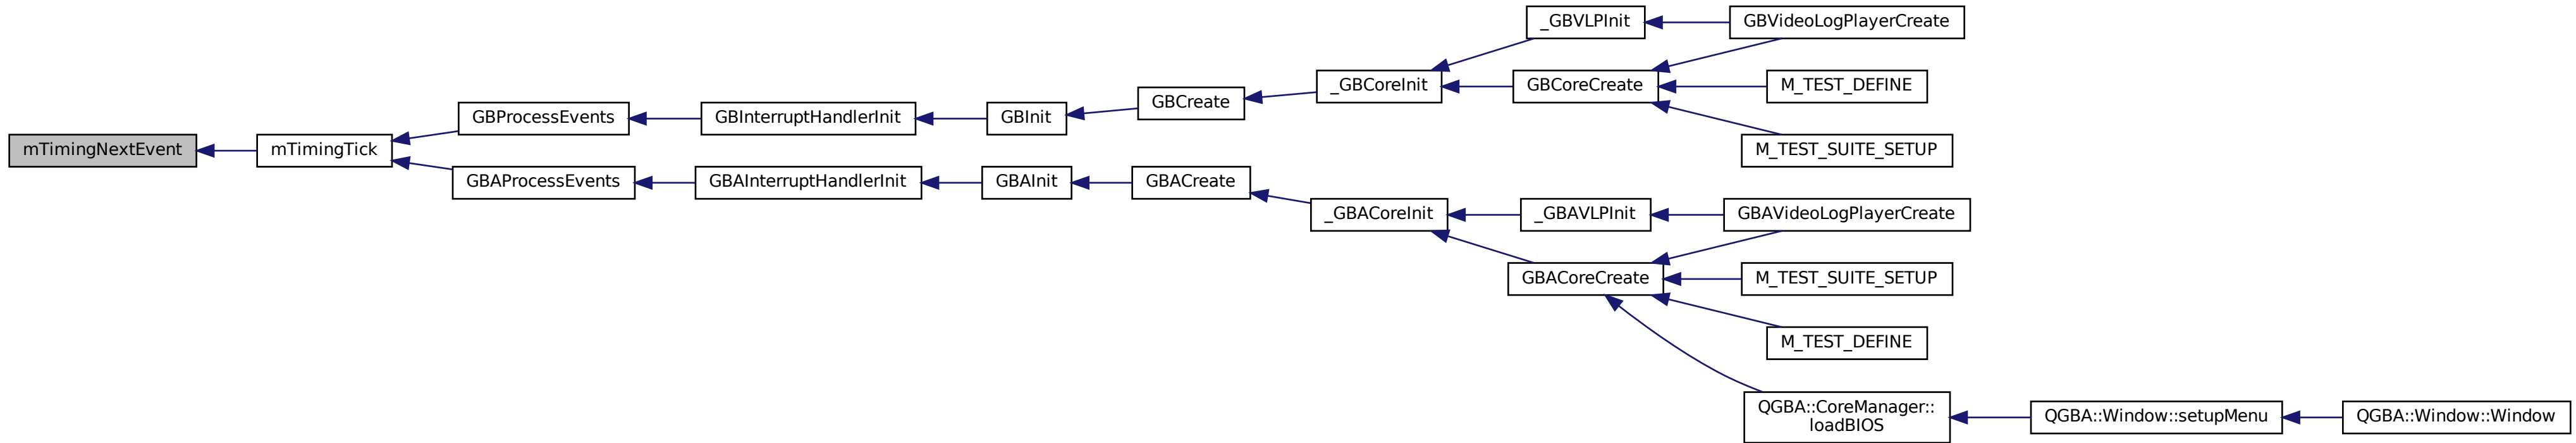 _GBVLPInit
GBVideoLogPlayerCreate
_GBCoreInit
GBCoreCreate
M_TEST_DEFINE
GBCreate
GBProcessEvents
GBInterruptHandlerInit
GBInit
mTimingNextEvent
mTimingTick
M_TEST_SUITE_SETUP
GBAProcessEvents
GBAInterruptHandlerInit
GBAInit
GBACreate
_GBACoreInit
_GBAVLPInit
GBAVideoLogPlayerCreate
GBACoreCreate
M_TEST_SUITE_SETUP
M_TEST_DEFINE
QGBA::CoreManager::
loadBIOS
QGBA::Window::setupMenu
QGBA::Window::Window